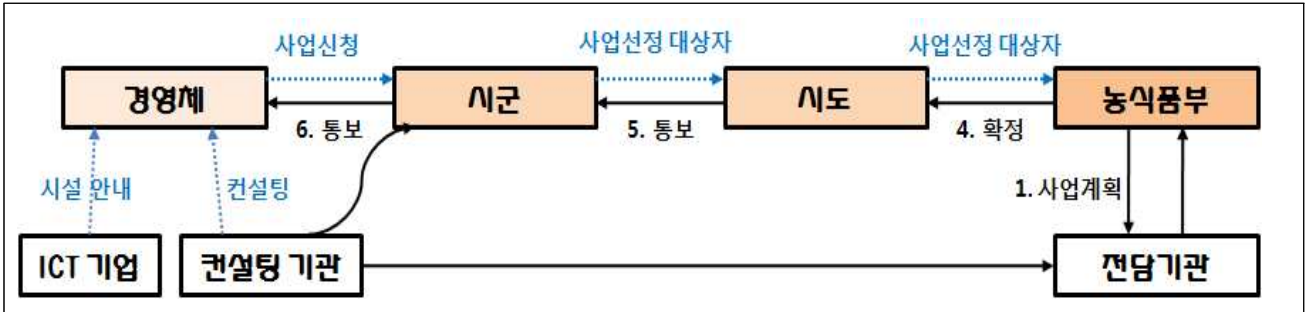 사업신청
사업선정 대상자
사업선정 대상자
경영체
시군
시도
농식품부
6. 통보
5. 통보
4. 확정
시설 안내
컨설팅
1. 사업계획
ICT 기업
컨설팅 기관
전담기관